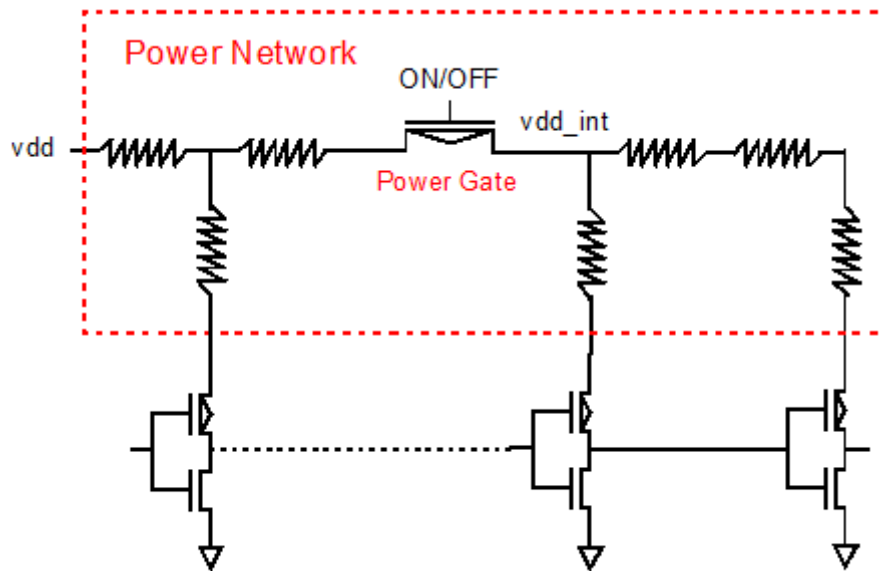 Power Network
ON/OFF
vdd
vdd_int
Power Gate